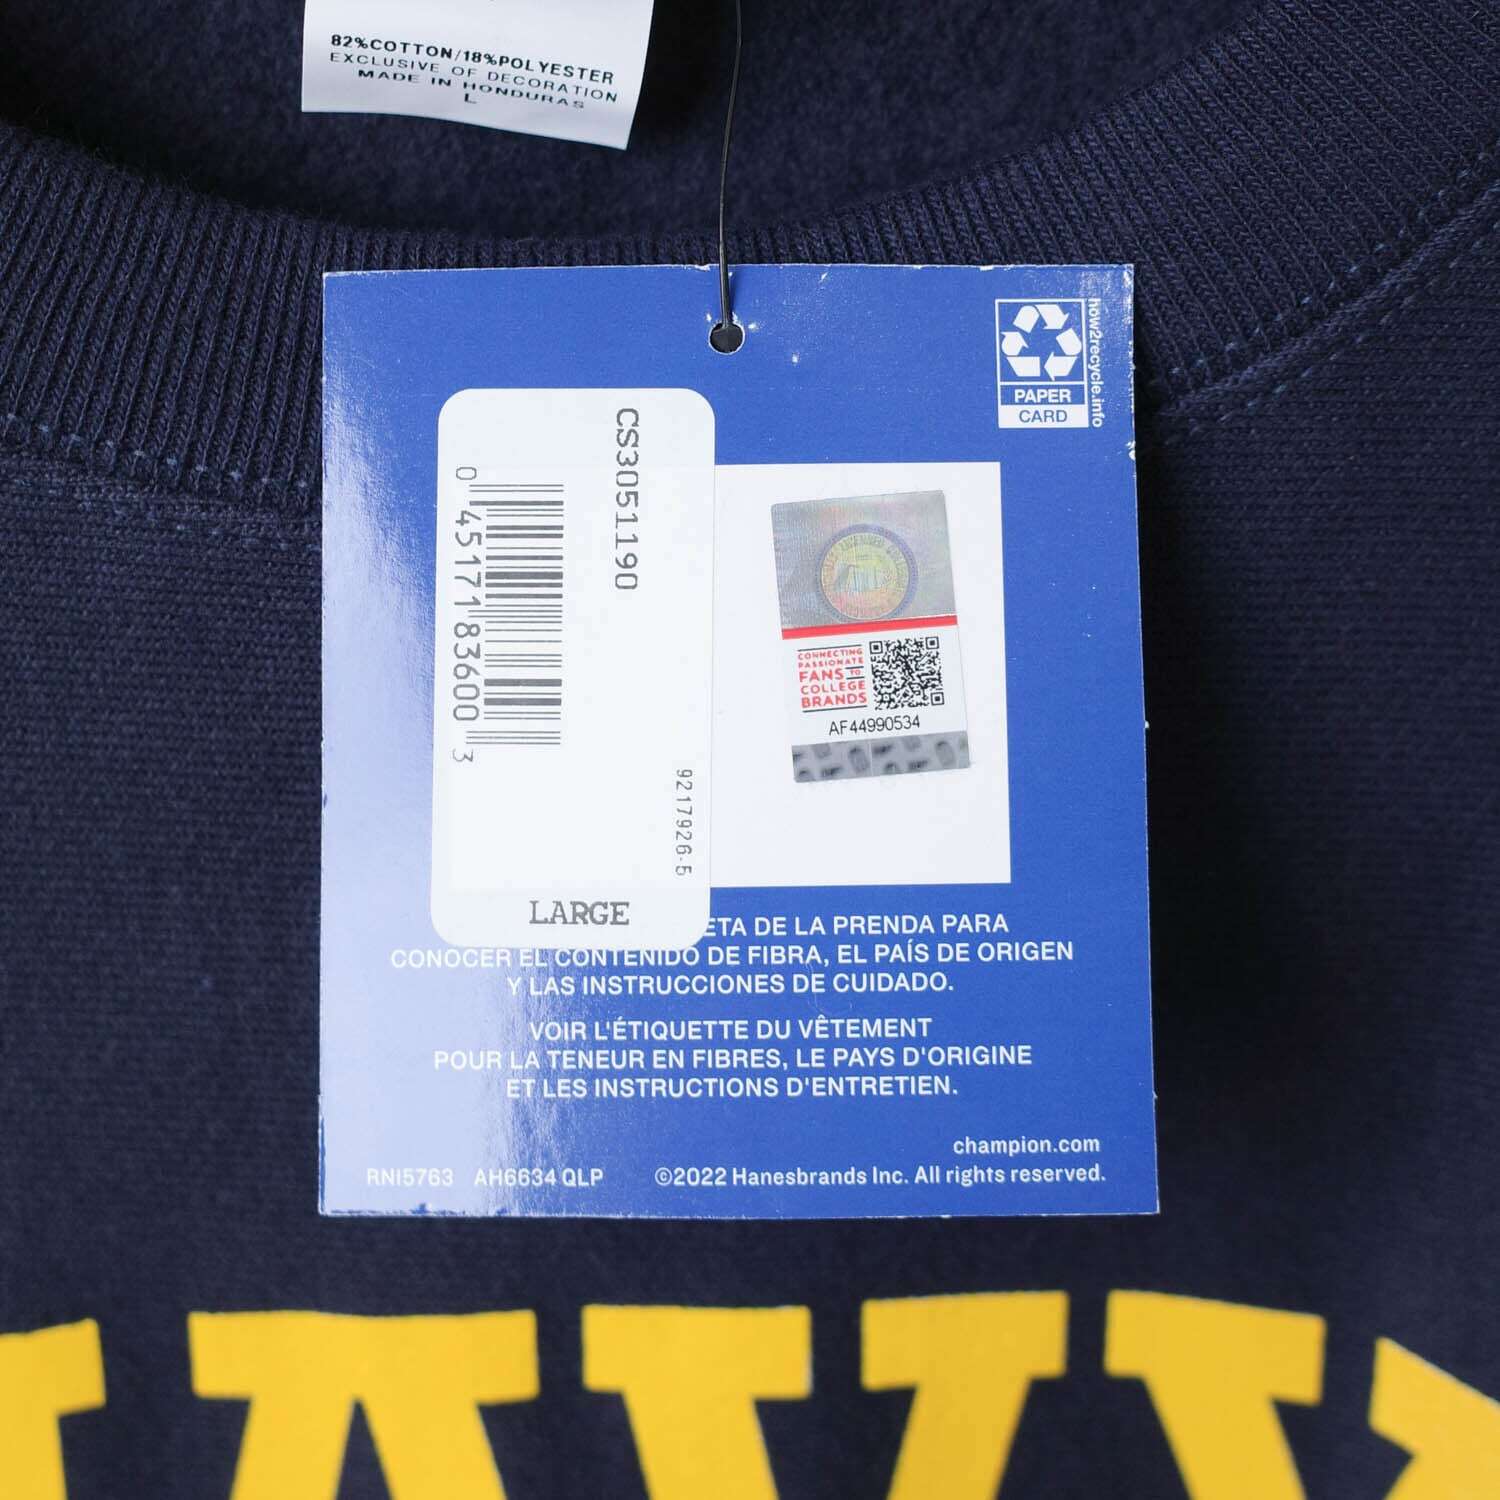 82%COTTON/18%POLYESTER
EXCLUSIVE OF DECORATION
MADE IN HONDURAS
L
how2recycle.info
PAPER
CARD
CS3051190
0 45171 83600 3
9217926-5
LARGE
CONNECTING
PASSIONATE
FANS TO
COLLEGE
BRANDS
AF44990534
ETA DE LA PRENDA PARA
CONOCER EL CONTENIDO DE FIBRA, EL PAÍS DE ORIGEN
Y LAS INSTRUCCIONES DE CUIDADO.
VOIR L'ÉTIQUETTE DU VÊTEMENT
POUR LA TENEUR EN FIBRES, LE PAYS D'ORIGINE
ET LES INSTRUCTIONS D'ENTRETIEN.
champion.com
RNI5763 AH6634 QLP ©2022 Hanesbrands Inc. All rights reserved.